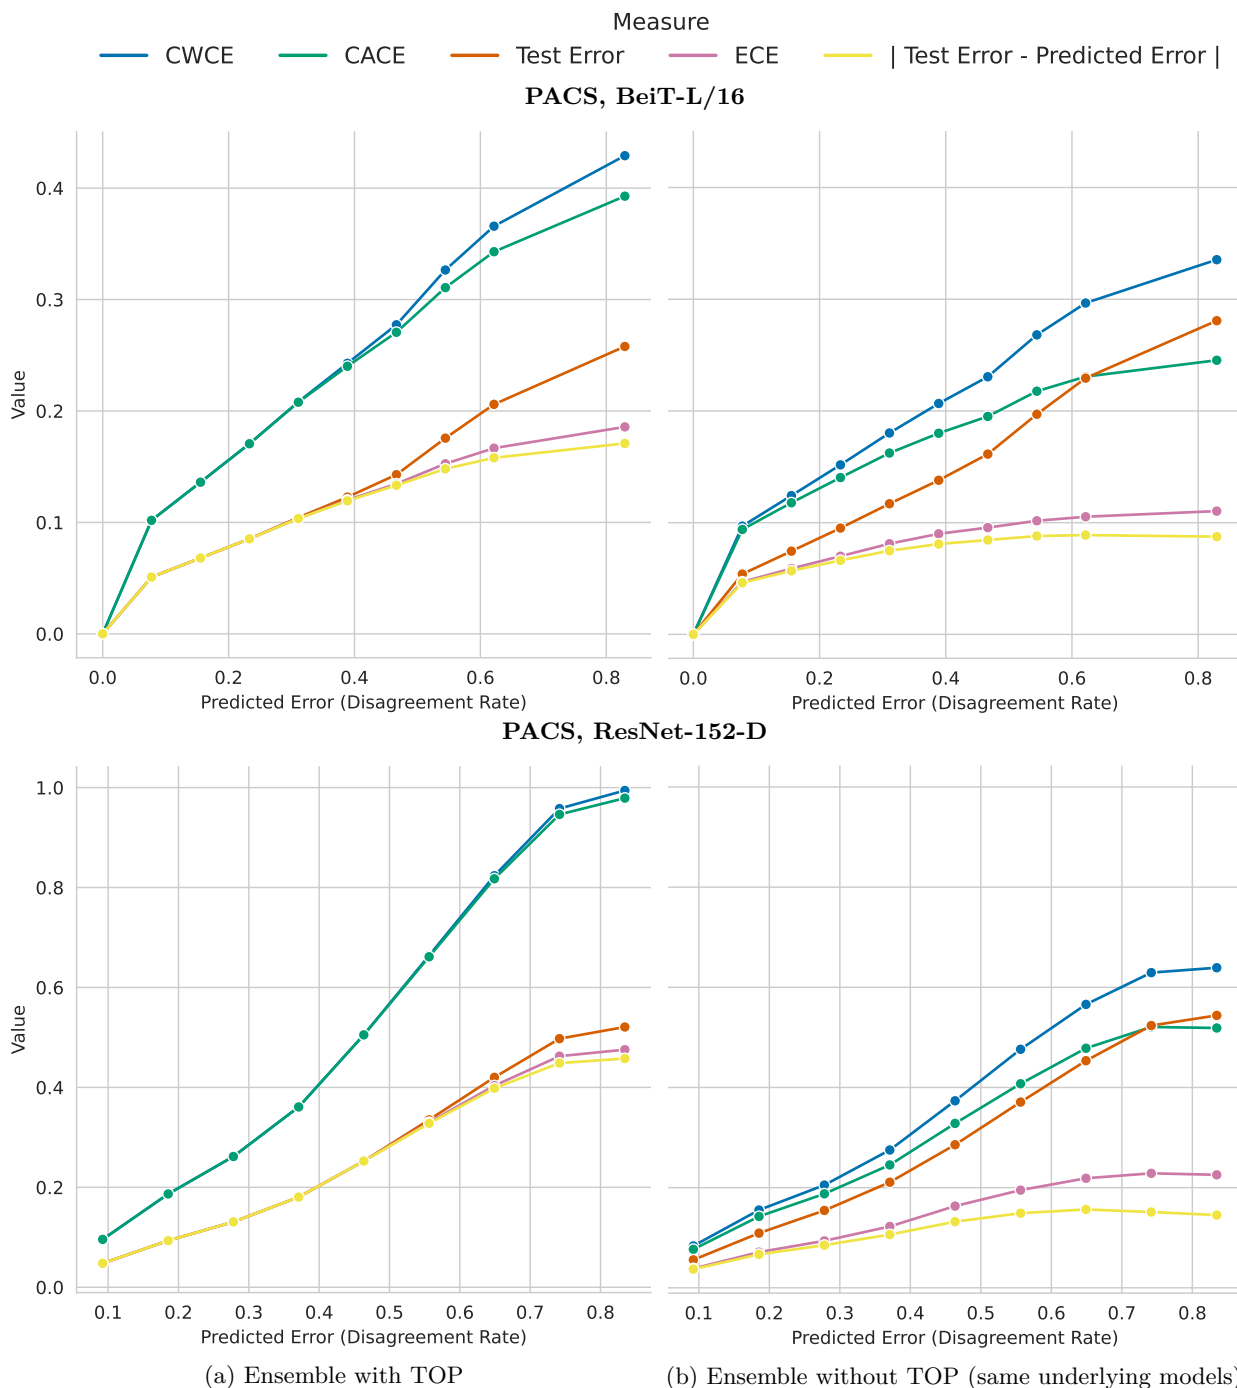 Measure
CWCE CACE Test Error ECE | Test Error - Predicted Error |
PACS, BeiT-L/16
0.4
0.3
0.2
0.1
0.0
Value
0.0 0.2 0.4 0.6 0.8
Predicted Error (Disagreement Rate)
0.0 0.2 0.4 0.6 0.8
Predicted Error (Disagreement Rate)
PACS, ResNet-152-D
1.0
0.8
0.6
0.4
0.2
0.0
Value
0.1 0.2 0.3 0.4 0.5 0.6 0.7 0.8
Predicted Error (Disagreement Rate)
0.1 0.2 0.3 0.4 0.5 0.6 0.7 0.8
Predicted Error (Disagreement Rate)
(a) Ensemble with TOP
(b) Ensemble without TOP (same underlying models)